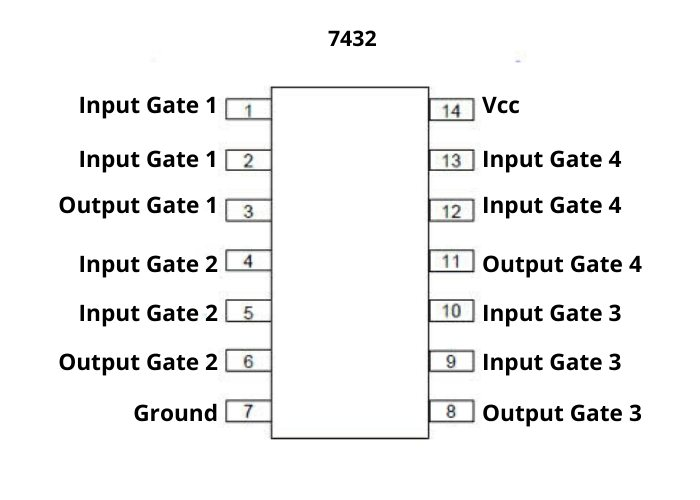 7432
Input Gate 1 1 14 Vcc
Input Gate 1 2 13 Input Gate 4
Output Gate 1 3 12 Input Gate 4
Input Gate 2 4 11 Output Gate 4
Input Gate 2 5 10 Input Gate 3
Output Gate 2 6 9 Input Gate 3
Ground 7 8 Output Gate 3